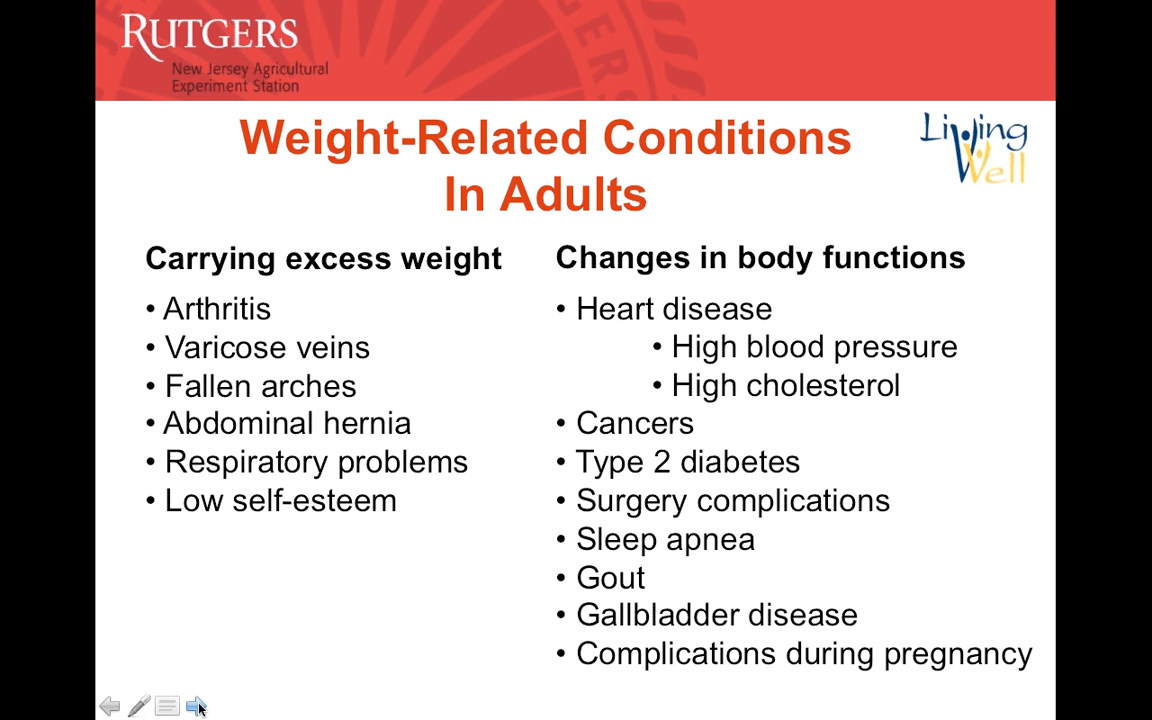 RUTGERS
New Jersey Agricultural
Experiment Station
Weight-Related Conditions
In Adults
Living
Well
Carrying excess weight
• Arthritis
• Varicose veins
• Fallen arches
• Abdominal hernia
• Respiratory problems
• Low self-esteem
Changes in body functions
• Heart disease
• High blood pressure
• High cholesterol
• Cancers
• Type 2 diabetes
• Surgery complications
• Sleep apnea
• Gout
• Gallbladder disease
• Complications during pregnancy